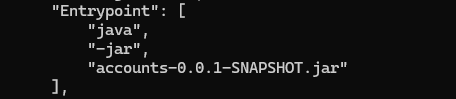 "Entrypoint": [
"java",
"-jar",
"accounts-0.0.1-SNAPSHOT.jar"
],